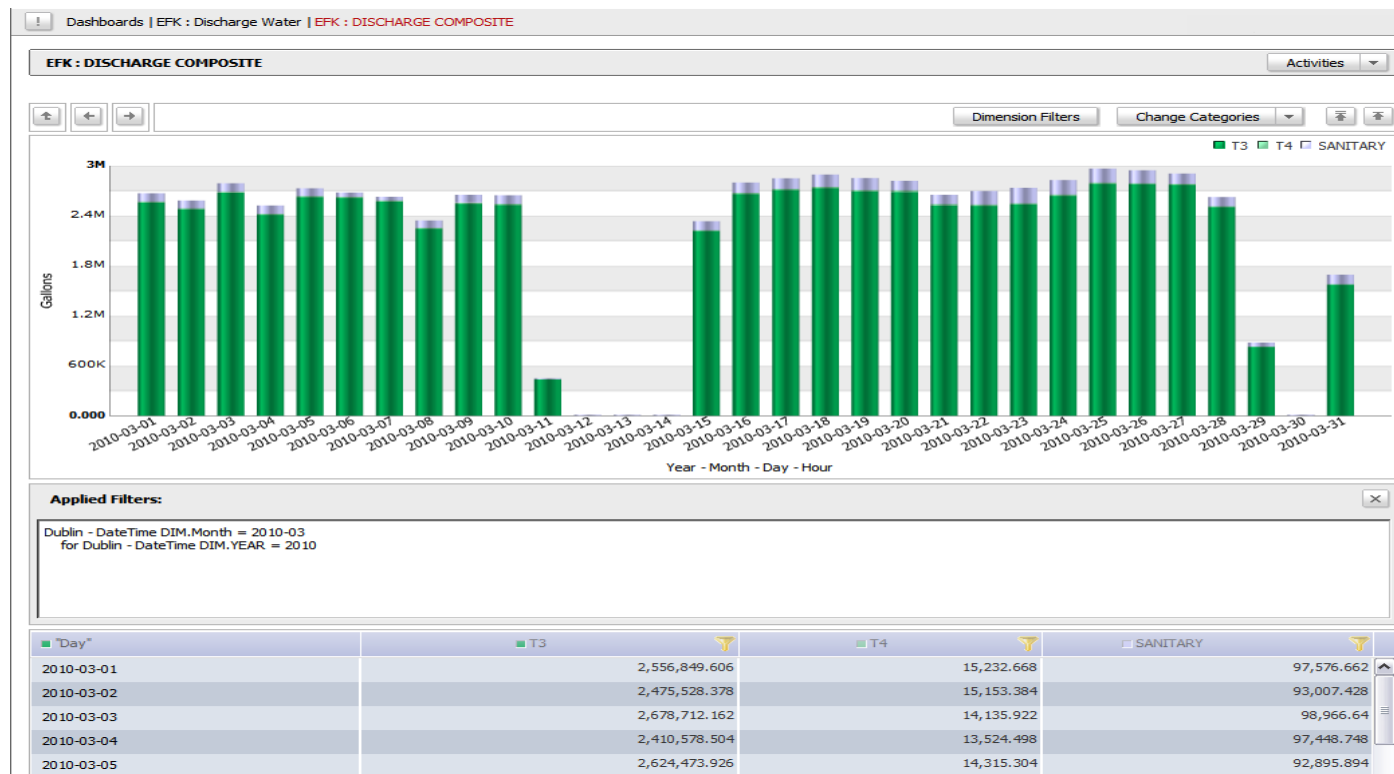 ! Dashboards | EFK : Discharge Water | EFK : DISCHARGE COMPOSITE
EFK : DISCHARGE COMPOSITE Activities
Dimension Filters Change Categories
T3 T4 SANITARY
3M
2.4M
1.8M
1.2M
600K
0.000
Gallons
2010-03-01 2010-03-02 2010-03-03 2010-03-04 2010-03-05 2010-03-06 2010-03-07 2010-03-08 2010-03-09 2010-03-10 2010-03-11 2010-03-12 2010-03-13 2010-03-14 2010-03-15 2010-03-16 2010-03-17 2010-03-18 2010-03-19 2010-03-20 2010-03-21 2010-03-22 2010-03-23 2010-03-24 2010-03-25 2010-03-26 2010-03-27 2010-03-28 2010-03-29 2010-03-30 2010-03-31
Year - Month - Day - Hour
Applied Filters:
Dublin - DateTime DIM.Month = 2010-03
for Dublin - DateTime DIM.YEAR = 2010
"Day" T3 T4 SANITARY
2010-03-01 2,556,849.606 15,232.668 97,576.662
2010-03-02 2,475,528.378 15,153.384 93,007.428
2010-03-03 2,678,712.162 14,135.922 98,966.64
2010-03-04 2,410,578.504 13,524.498 97,448.748
2010-03-05 2,624,473.926 14,315.304 92,895.894